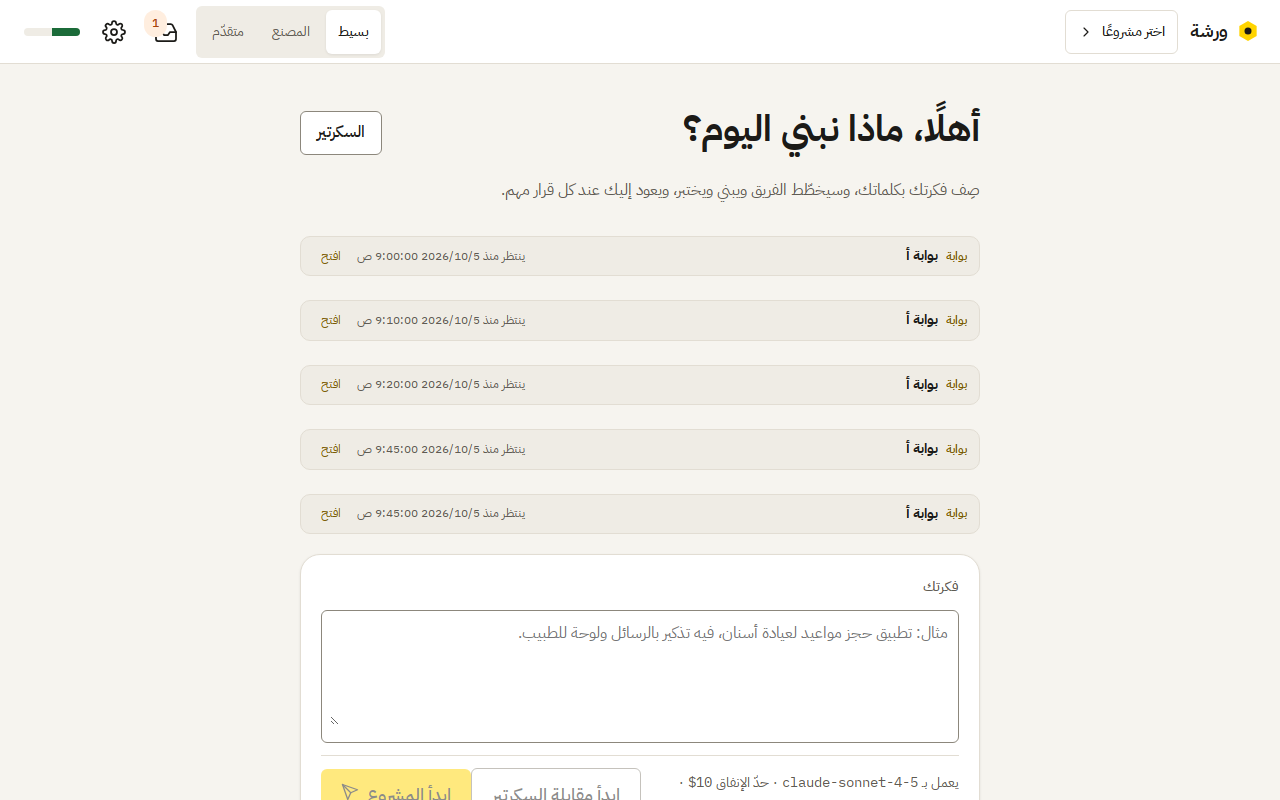 ورشة
اختر مشروعًا
بسيط
المصنع
متقدّم
1
أهلًا، ماذا نبني اليوم؟
السكرتير
صِف فكرتك بكلماتك، وسيخطّط الفريق ويبني ويختبر، ويعود إليك عند كل قرار مهم.
بوابة بوابة أ ينتظر منذ 2026/10/5 9:00:00 ص افتح
بوابة بوابة أ ينتظر منذ 2026/10/5 9:10:00 ص افتح
بوابة بوابة أ ينتظر منذ 2026/10/5 9:20:00 ص افتح
بوابة بوابة أ ينتظر منذ 2026/10/5 9:45:00 ص افتح
بوابة بوابة أ ينتظر منذ 2026/10/5 9:45:00 ص افتح
فكرتك
مثال: تطبيق حجز مواعيد لعيادة أسنان، فيه تذكير بالرسائل ولوحة للطبيب.
يعمل بـ claude-sonnet-4-5 · حدّ الإنفاق 10$ ·
ابدأ مقابلة السكرتير
ابدأ المشروع